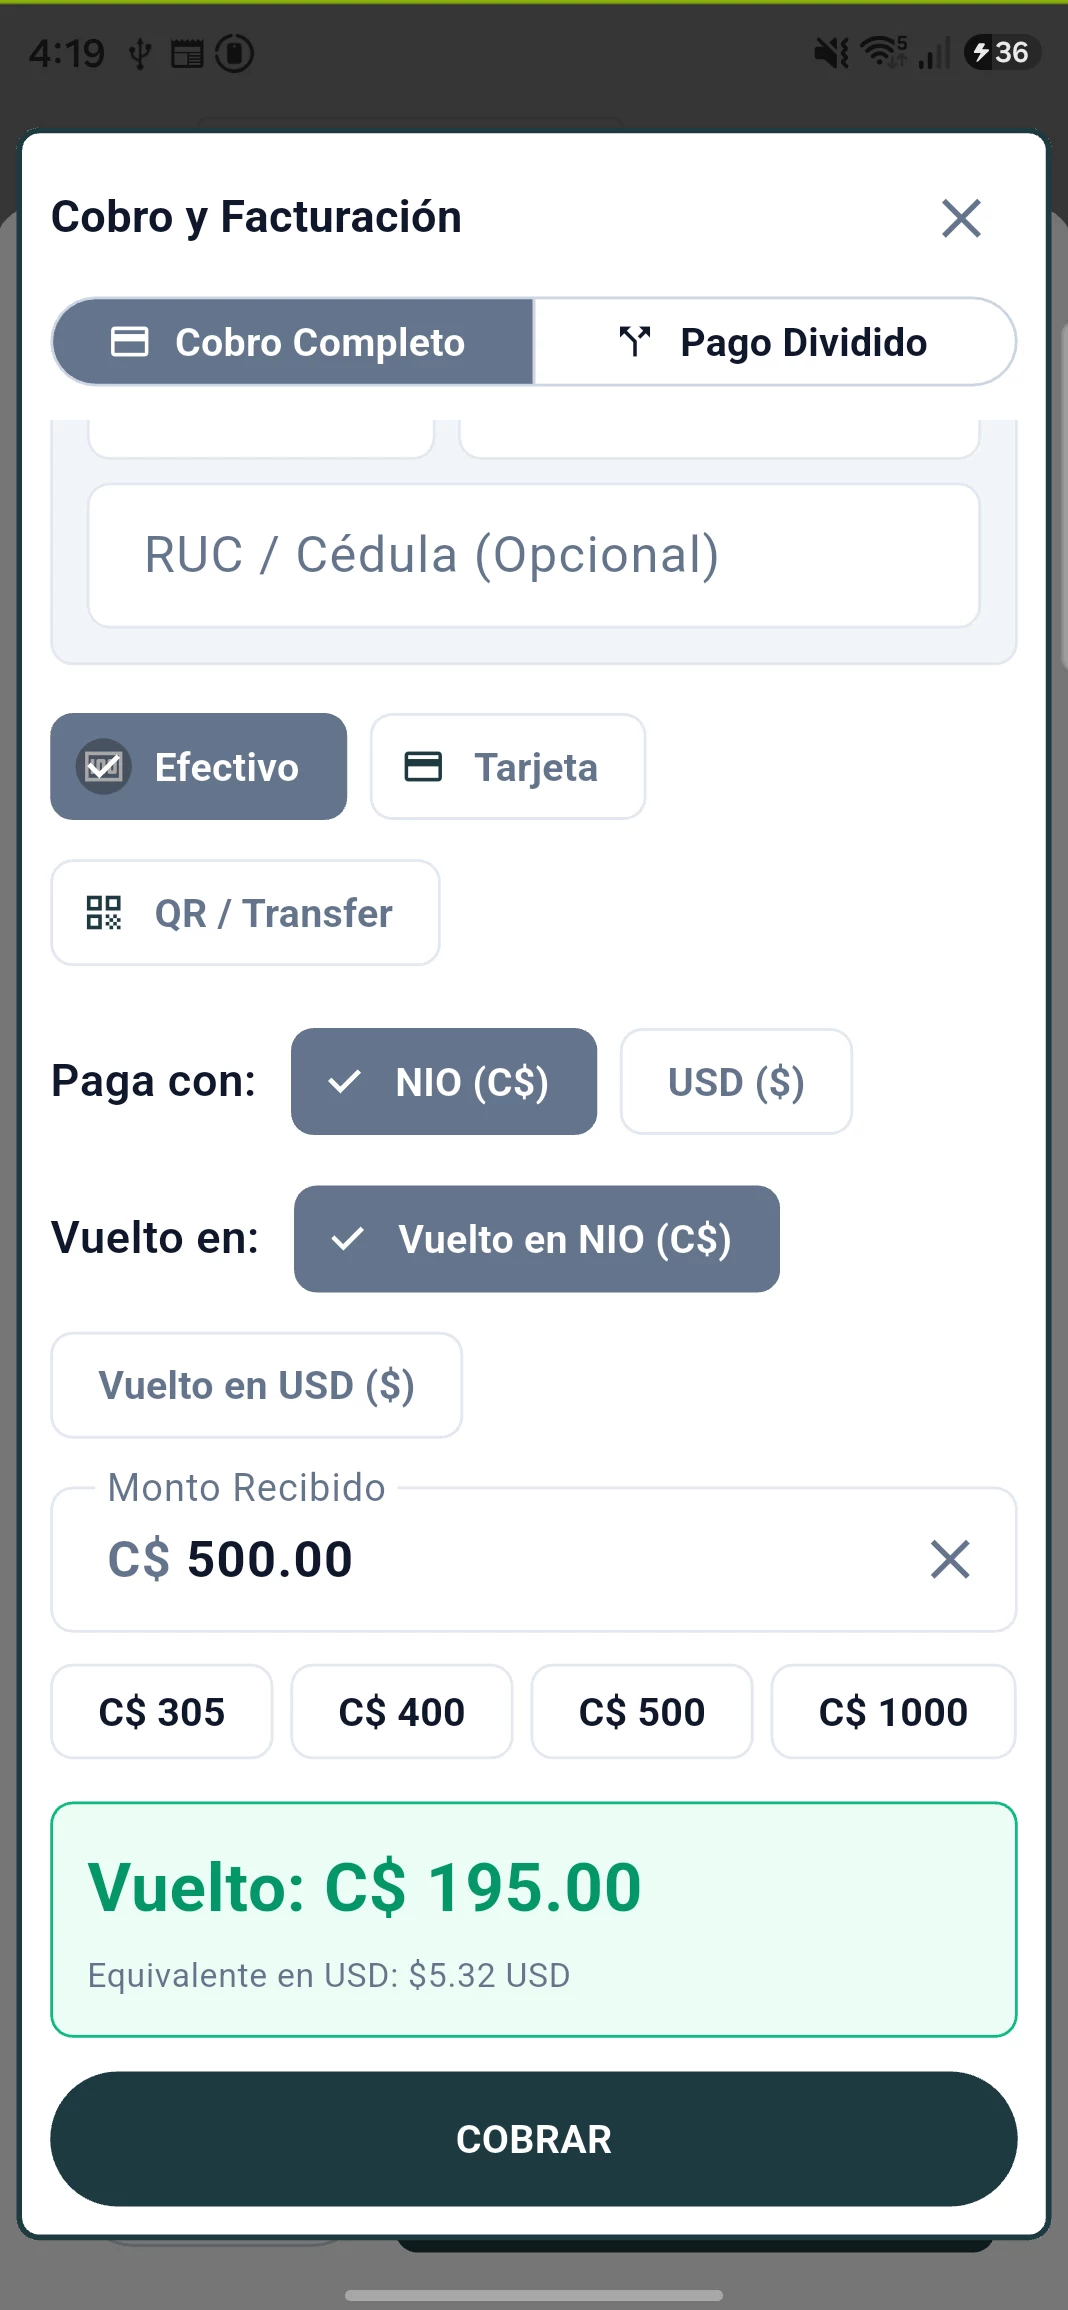 4:19
5
36
Cobro y Facturación
Cobro Completo
Pago Dividido
RUC / Cédula (Opcional)
Efectivo
Tarjeta
QR / Transfer
Paga con:
NIO (C$)
USD ($)
Vuelto en:
Vuelto en NIO (C$)
Vuelto en USD ($)
Monto Recibido
C$ 500.00
C$ 305
C$ 400
C$ 500
C$ 1000
Vuelto: C$ 195.00
Equivalente en USD: $5.32 USD
COBRAR